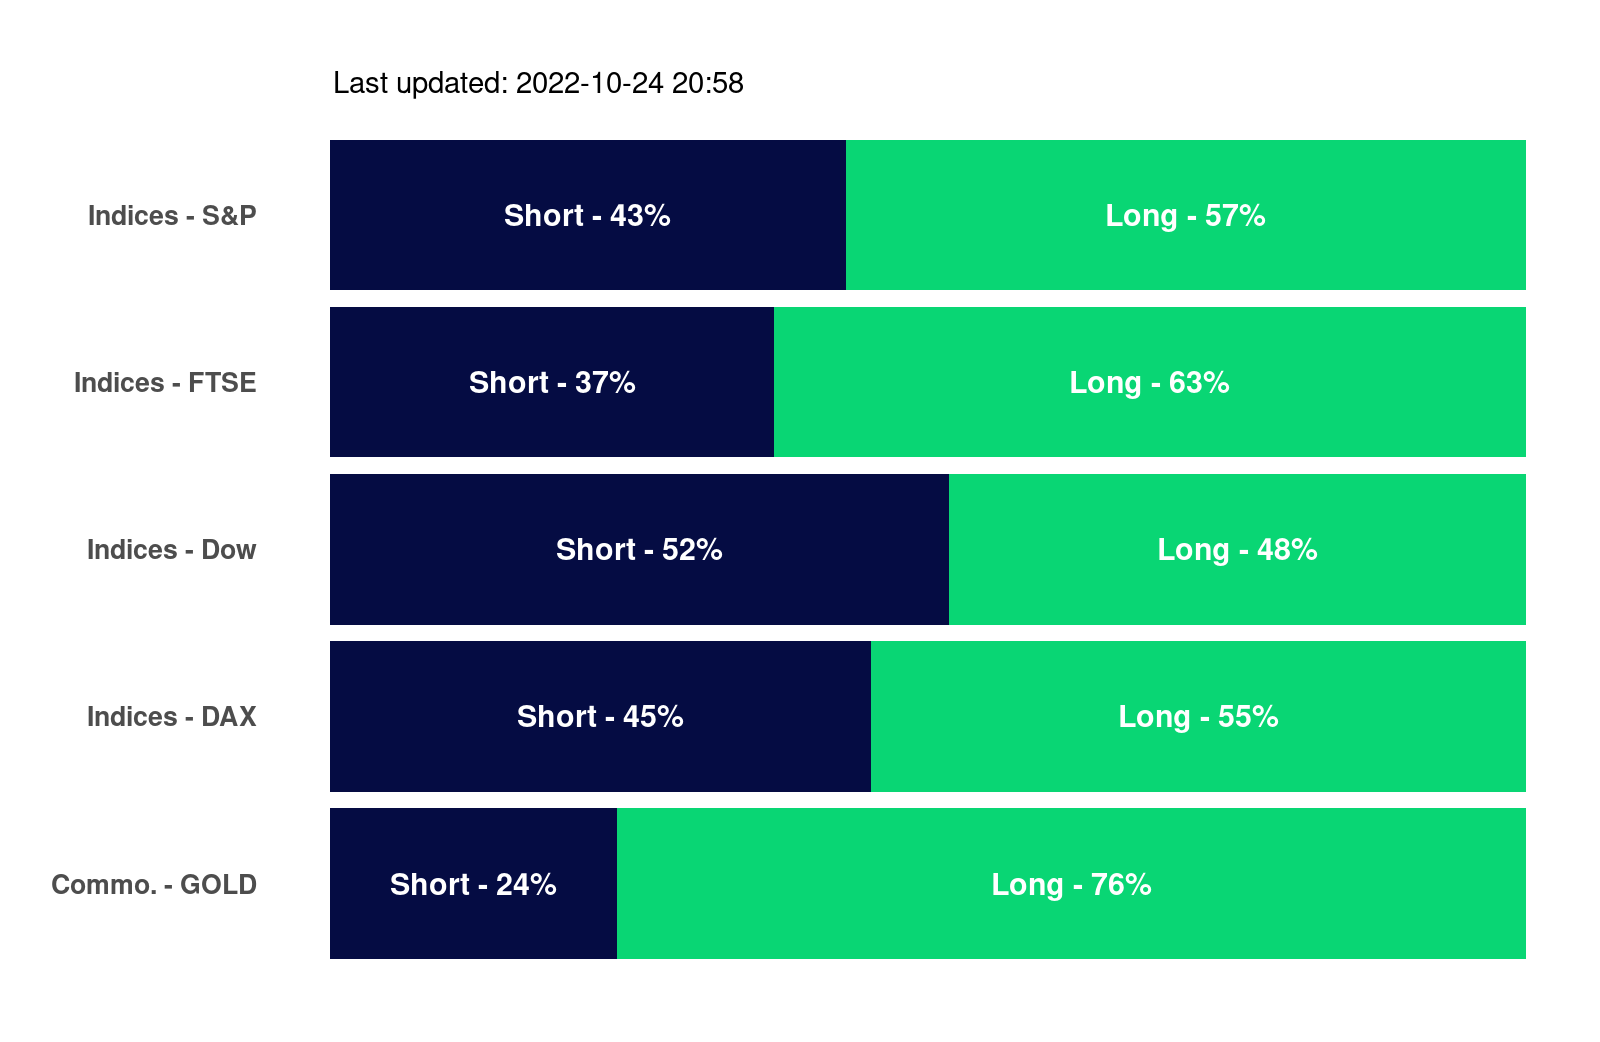 Last updated: 2022-10-24 20:58
Indices - S&P Short - 43% Long - 57%
Indices - FTSE Short - 37% Long - 63%
Indices - Dow Short - 52% Long - 48%
Indices - DAX Short - 45% Long - 55%
Commo. - GOLD Short - 24% Long - 76%